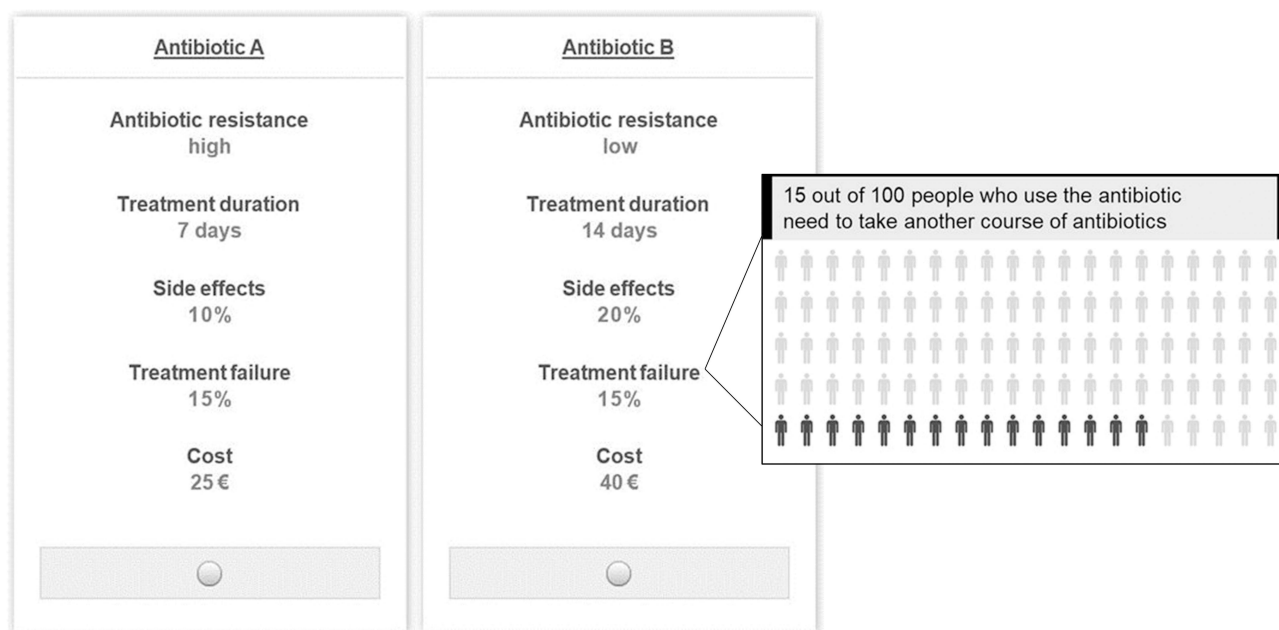 Antibiotic A
Antibiotic resistance
high
Treatment duration
7 days
Side effects
10%
Treatment failure
15%
Cost
25 €
Antibiotic B
Antibiotic resistance
low
Treatment duration
14 days
Side effects
20%
Treatment failure
15%
Cost
40 €
15 out of 100 people who use the antibiotic
need to take another course of antibiotics